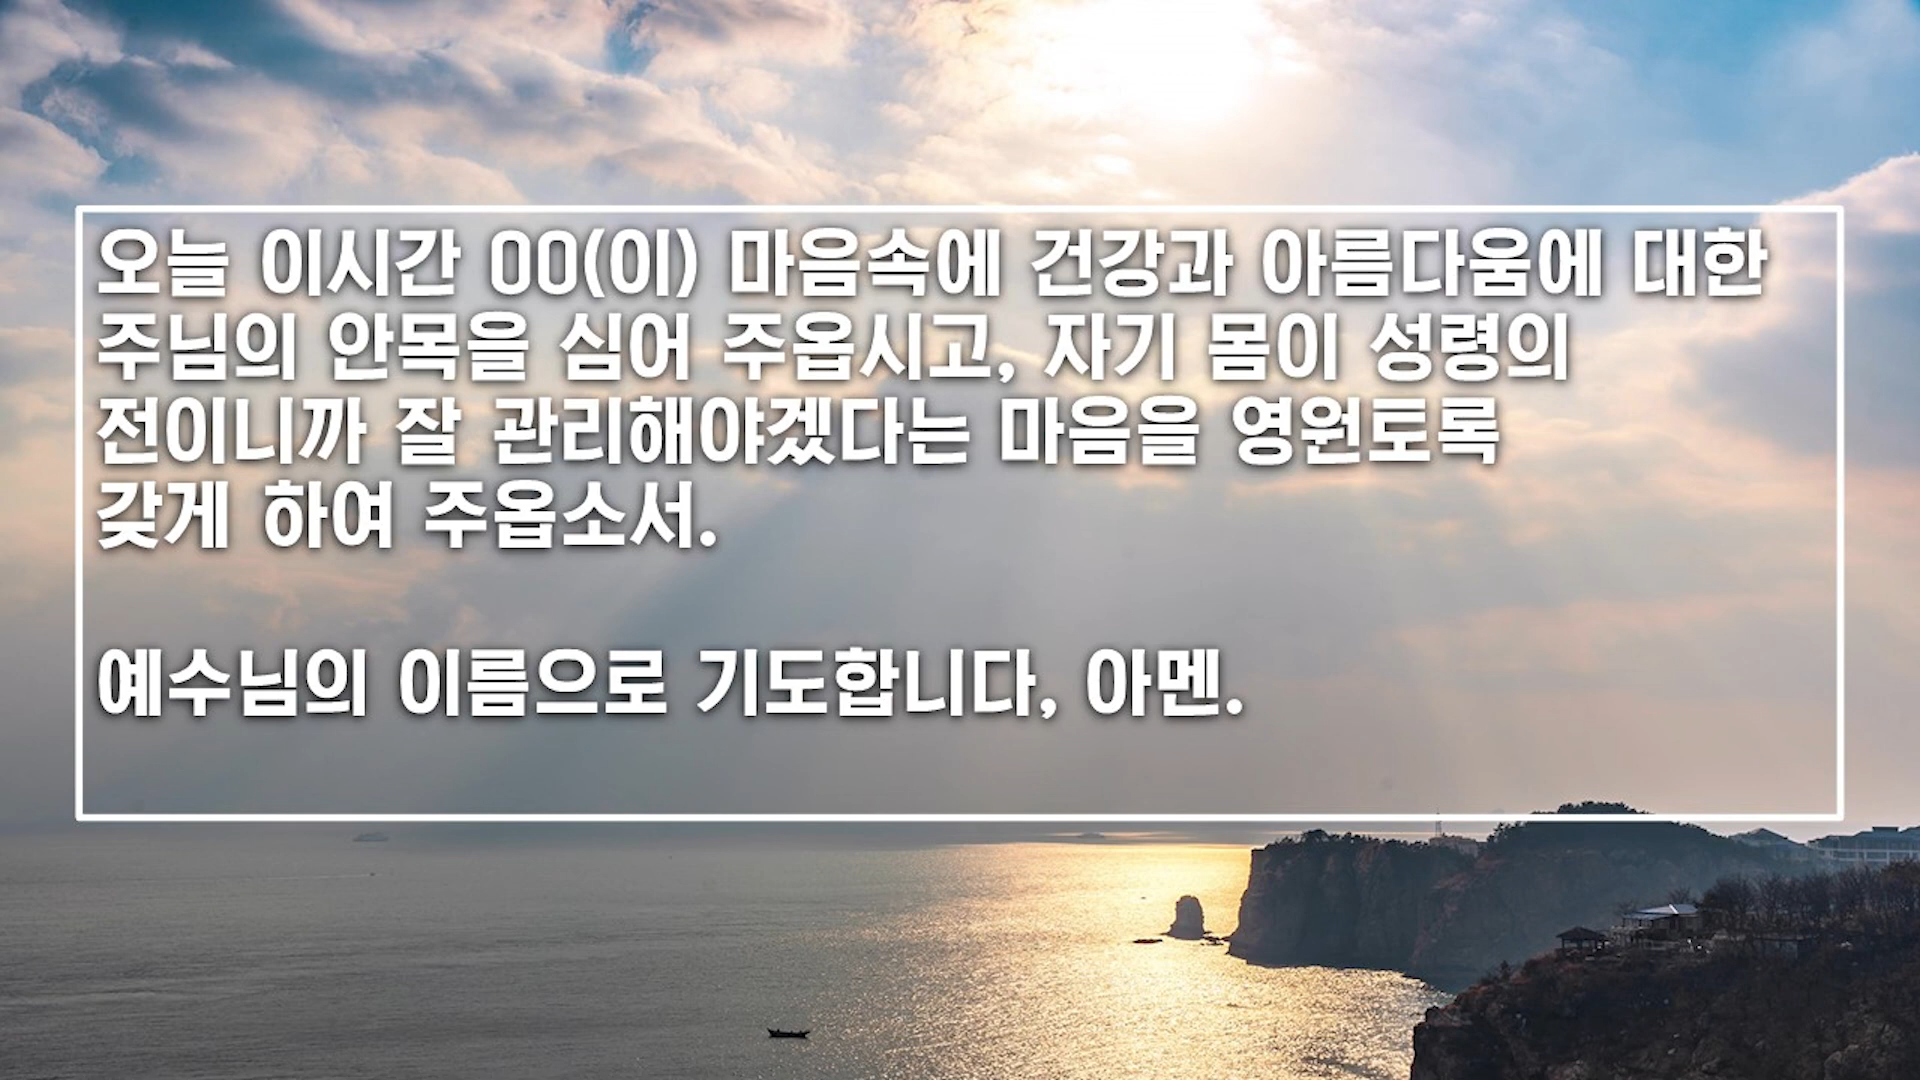 오늘 이시간 00(이) 마음속에 건강과 아름다움에 대한
주님의 안목을 심어 주옵시고, 자기 몸이 성령의
전이니까 잘 관리해야겠다는 마음을 영원토록
갖게 하여 주옵소서.
예수님의 이름으로 기도합니다, 아멘.